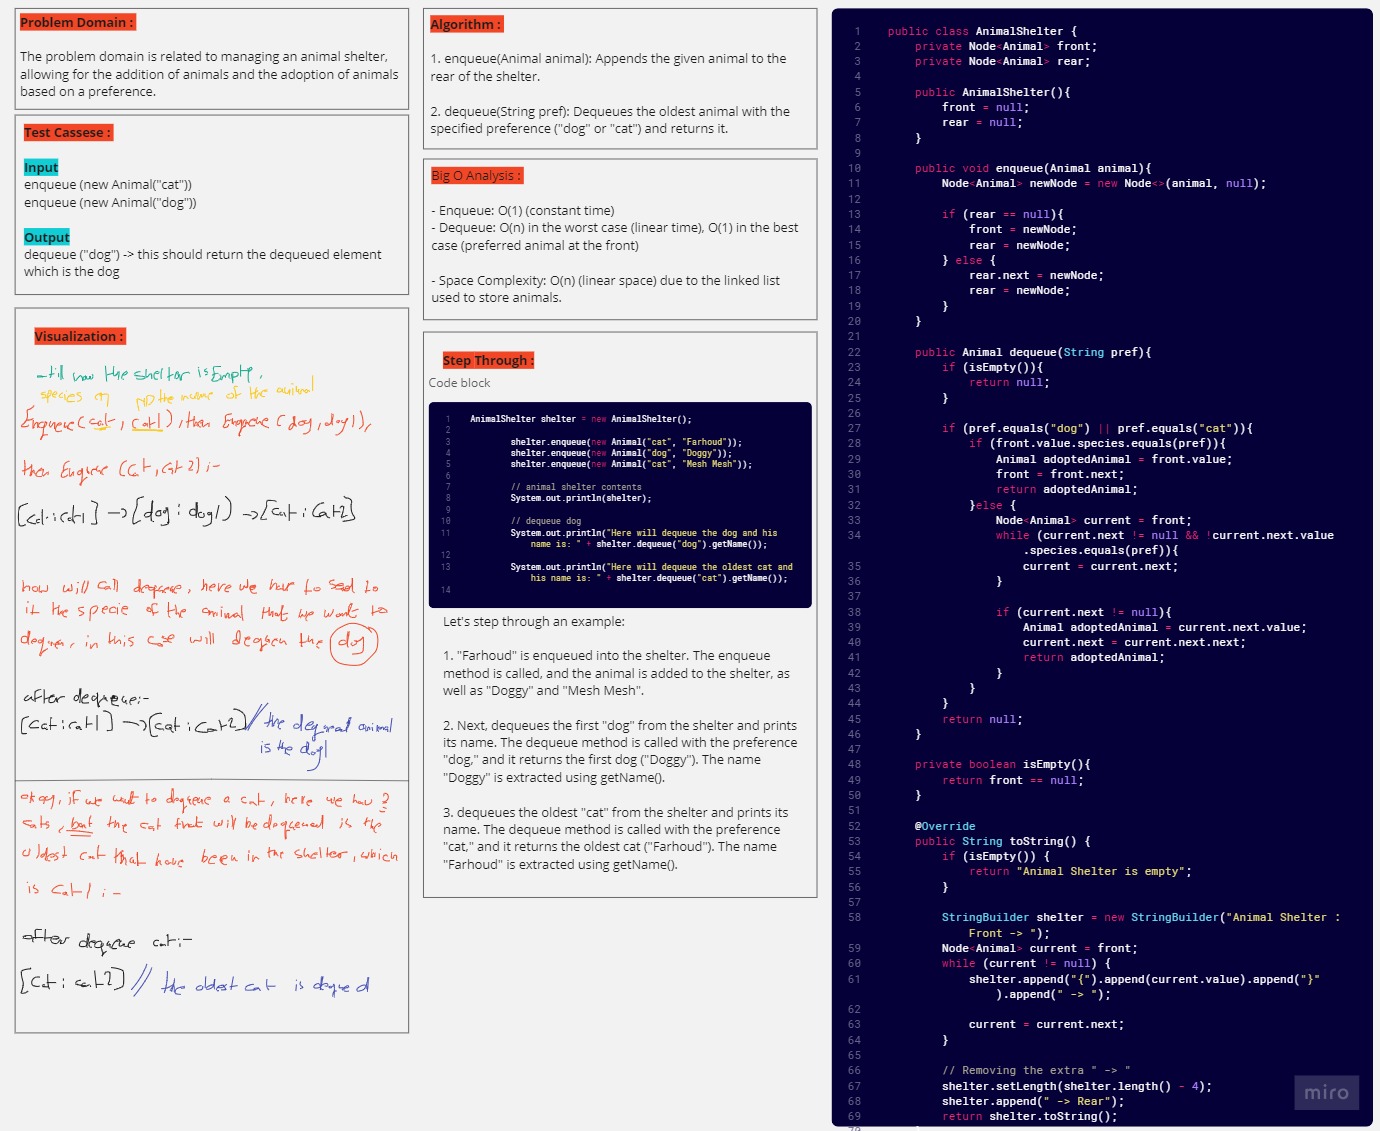 Problem Domain :
The problem domain is related to managing an animal shelter,
allowing for the addition of animals and the adoption of animals
based on a preference.
Test Cassese :
Input
enqueue (new Animal("cat"))
enqueue (new Animal("dog"))
Output
dequeue ("dog") -> this should return the dequeued element
which is the dog
Visualization :
till now the shelter is Empty.
species and the name of the animal
Enqueue (cat, cat1), then Enqueue (dog, dog1),
then Enqueue (cat, cat2) :-
[cat : cat1] -> [dog : dog1) -> [cat : cat2]
now will call dequeue, here we have to send to
it the specie of the animal that we want to
dequeue, in this case will dequeue the dog
after dequeue:-
[cat : cat1] -> [cat : cat2] // the dequeued animal
is the dog1
okay, if we want to dequeue a cat, here we have 2
cats, but the cat that will be dequeued is the
oldest cat that have been in the shelter, which
is cat1 :-
after dequeue cat:-
[cat : cat2] // the oldest cat is
Algorithm :
1. enqueue(Animal animal): Appends the given animal to the
rear of the shelter.
2. dequeue(String pref): Dequeues the oldest animal with the
specified preference ("dog" or "cat") and returns it.
Big O Analysis :
- Enqueue: O(1) (constant time)
- Dequeue: O(n) in the worst case (linear time), O(1) in the best
case (preferred animal at the front)
- Space Complexity: O(n) (linear space) due to the linked list
used to store animals.
Step Through :
Code block
1 AnimalShelter shelter = new AnimalShelter();
2
3 shelter.enqueue(new Animal("cat", "Farhoud"));
4 shelter.enqueue(new Animal("dog", "Doggy"));
5 shelter.enqueue(new Animal("cat", "Mesh Mesh"));
6
7 // animal shelter contents
8 System.out.println(shelter);
9
10 // dequeue dog
11 System.out.println("Here will dequeue the dog and his
name is: " + shelter.dequeue("dog").getName());
12
13 System.out.println("Here will dequeue the oldest cat and
his name is: " + shelter.dequeue("cat").getName());
14
Let's step through an example:
1. "Farhoud" is enqueued into the shelter. The enqueue
method is called, and the animal is added to the shelter, as
well as "Doggy" and "Mesh Mesh".
2. Next, dequeues the first "dog" from the shelter and prints
its name. The dequeue method is called with the preference
"dog," and it returns the first dog ("Doggy"). The name
"Doggy" is extracted using getName().
3. dequeues the oldest "cat" from the shelter and prints its
name. The dequeue method is called with the preference
"cat," and it returns the oldest cat ("Farhoud"). The name
"Farhoud" is extracted using getName().
1 public class AnimalShelter {
2 private Node<Animal> front;
3 private Node<Animal> rear;
4
5 public AnimalShelter(){
6 front = null;
7 rear = null;
8 }
9
10 public void enqueue(Animal animal){
11 Node<Animal> newNode = new Node<>(animal, null);
12
13 if (rear == null){
14 front = newNode;
15 rear = newNode;
16 } else {
17 rear.next = newNode;
18 rear = newNode;
19 }
20 }
21
22 public Animal dequeue(String pref){
23 if (isEmpty()){
24 return null;
25 }
26
27 if (pref.equals("dog") || pref.equals("cat")){
28 if (front.value.species.equals(pref)){
29 Animal adoptedAnimal = front.value;
30 front = front.next;
31 return adoptedAnimal;
32 }else {
33 Node<Animal> current = front;
34 while (current.next != null && !current.next.value
.species.equals(pref)){
35 current = current.next;
36 }
37
38 if (current.next != null){
39 Animal adoptedAnimal = current.next.value;
40 current.next = current.next.next;
41 return adoptedAnimal;
42 }
43 }
44 }
45 return null;
46 }
47
48 private boolean isEmpty(){
49 return front == null;
50 }
51
52 @Override
53 public String toString() {
54 if (isEmpty()) {
55 return "Animal Shelter is empty";
56 }
57
58 StringBuilder shelter = new StringBuilder("Animal Shelter :
Front -> ");
59 Node<Animal> current = front;
60 while (current != null) {
61 shelter.append("{").append(current.value).append("}"
).append(" -> ");
62
63 current = current.next;
64 }
65
66 // Removing the extra " -> "
67 shelter.setLength(shelter.length() - 4);
68 shelter.append(" -> Rear");
69 return shelter.toString();
miro